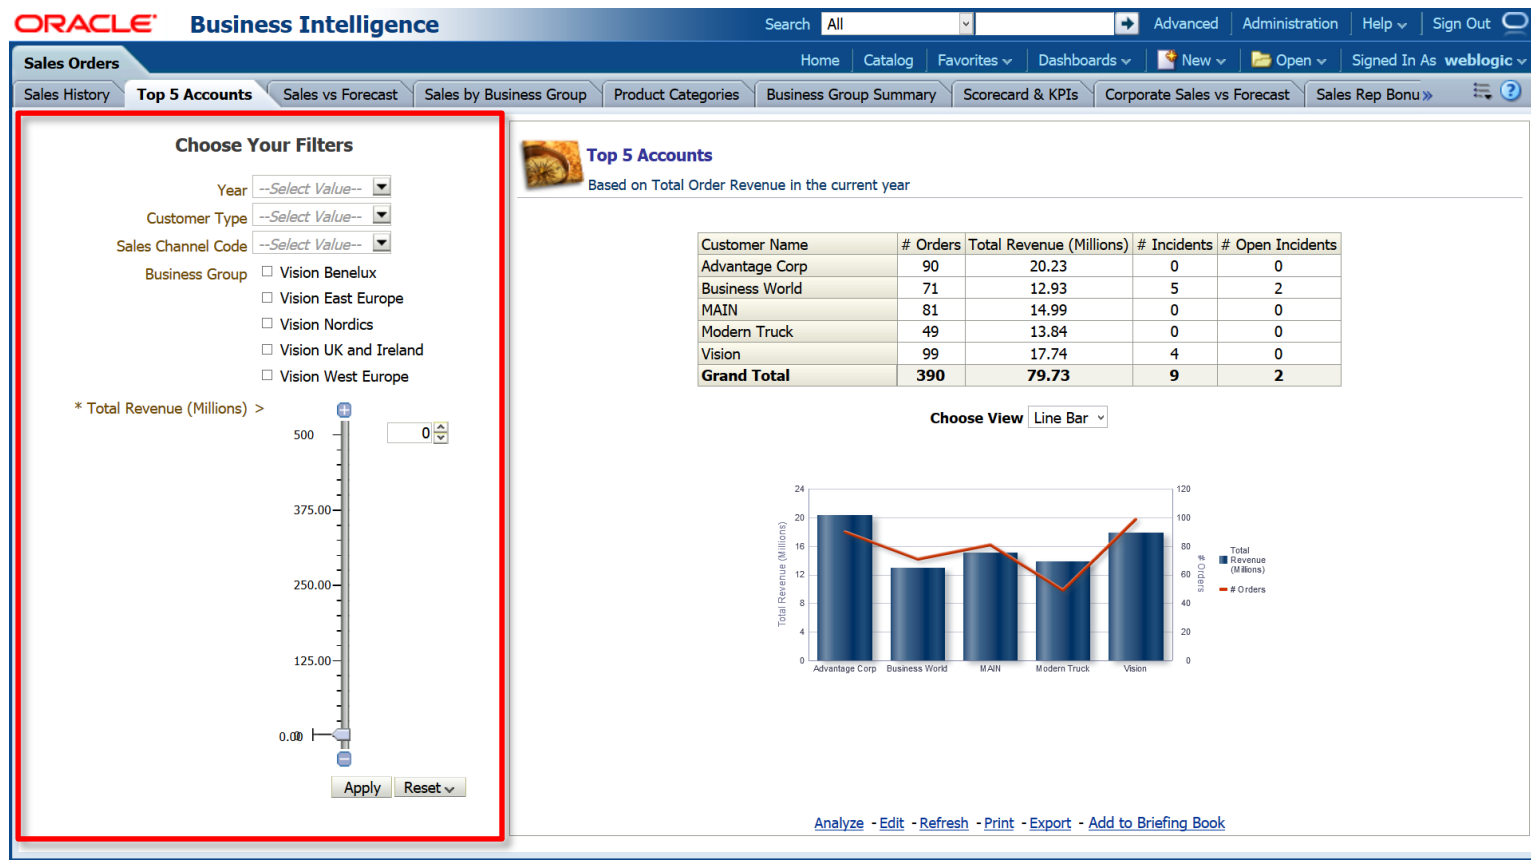 ORACLE Business Intelligence
Search All Advanced Administration Help Sign Out
Sales Orders Home Catalog Favorites Dashboards New Open Signed In As weblogic
Sales History Top 5 Accounts Sales vs Forecast Sales by Business Group Product Categories Business Group Summary Scorecard & KPIs Corporate Sales vs Forecast Sales Rep Bonu» ?
Choose Your Filters
Year --Select Value--
Customer Type --Select Value--
Sales Channel Code --Select Value--
Business Group Vision Benelux
Vision East Europe
Vision Nordics
Vision UK and Ireland
Vision West Europe
* Total Revenue (Millions) >
500 0
375.00
250.00
125.00
0.00
Apply Reset
Top 5 Accounts
Based on Total Order Revenue in the current year
Customer Name # Orders Total Revenue (Millions) # Incidents # Open Incidents
Advantage Corp 90 20.23 0 0
Business World 71 12.93 5 2
MAIN 81 14.99 0 0
Modern Truck 49 13.84 0 0
Vision 99 17.74 4 0
Grand Total 390 79.73 9 2
Choose View Line Bar
24 120
20 100
16 80
12 60
8 40
4 20
0 0
Total Revenue (Millions)
# Orders
Advantage Corp Business World MAIN Modern Truck Vision
Total
Revenue
(Millions)
# Orders
Analyze - Edit - Refresh - Print - Export - Add to Briefing Book